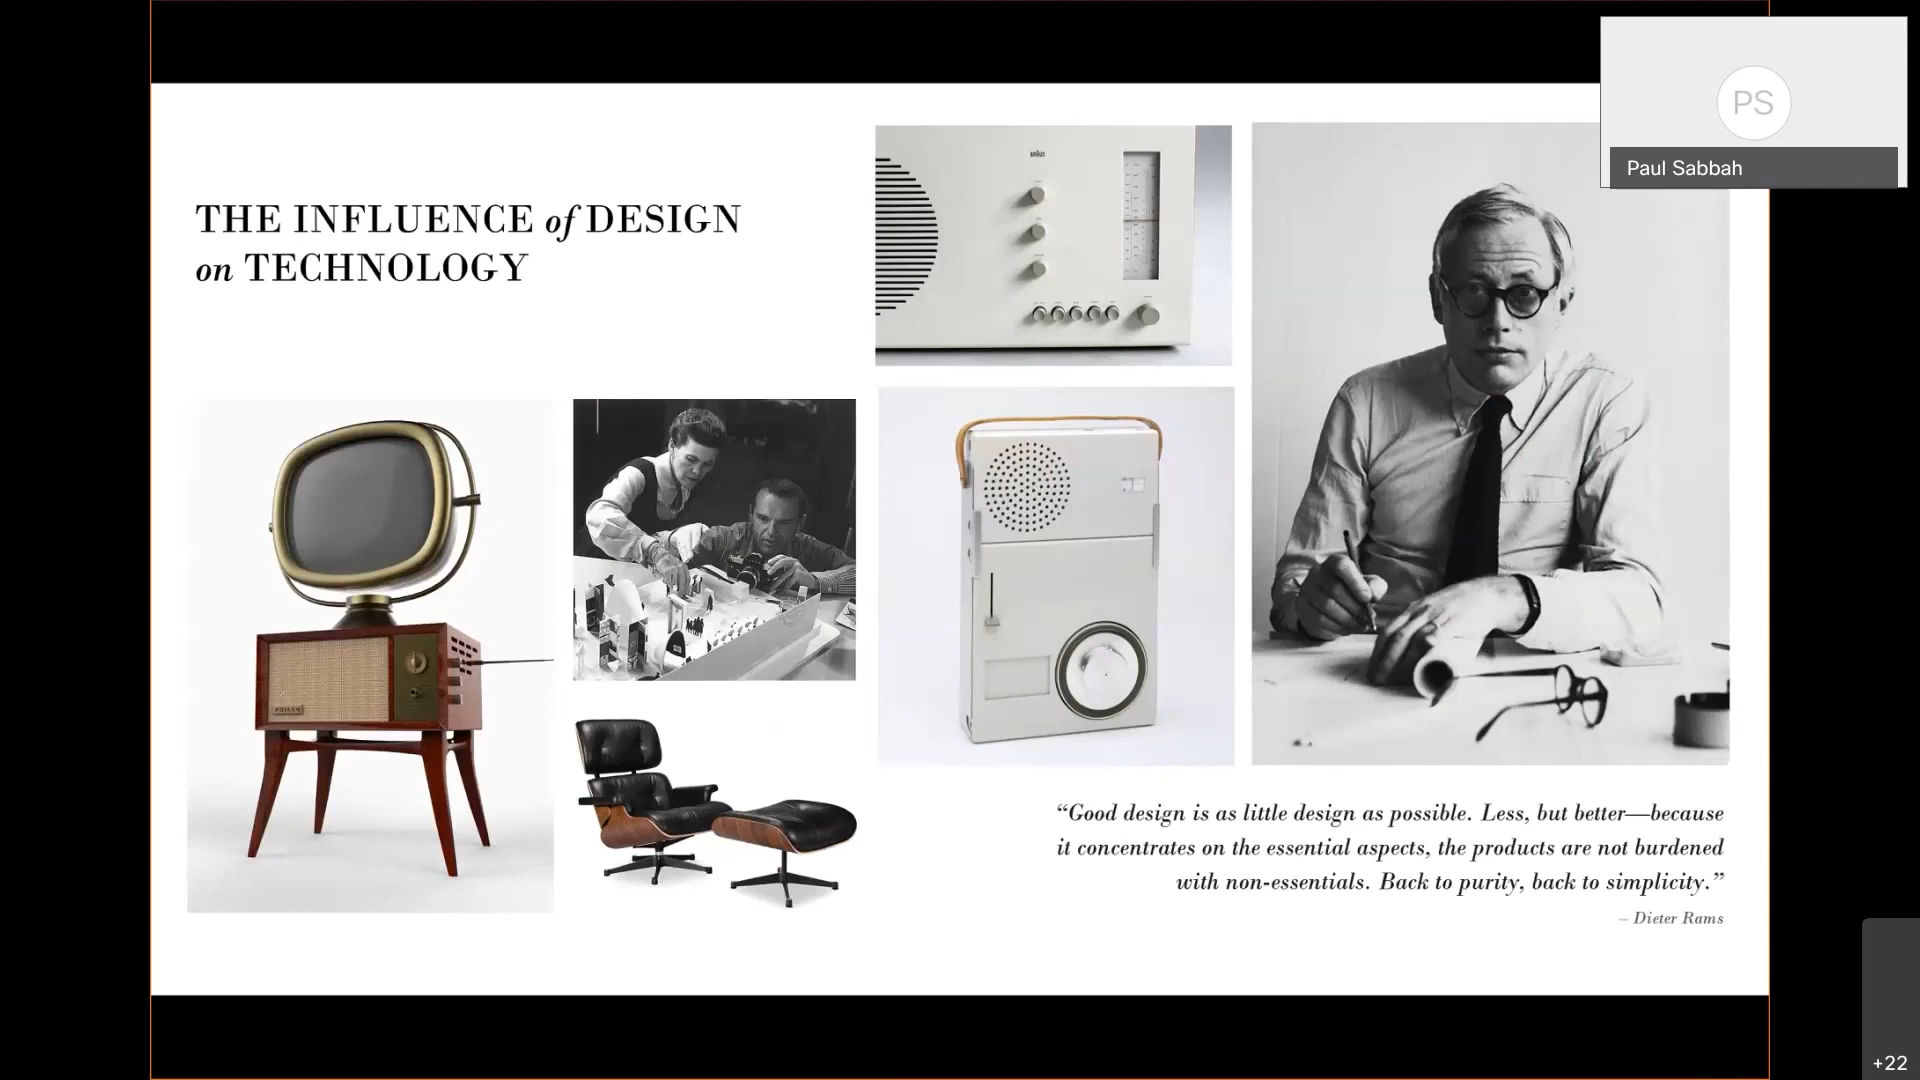 PS
Paul Sabbah
THE INFLUENCE of DESIGN
on TECHNOLOGY
BRAUN
PHILCO
“Good design is as little design as possible. Less, but better—because
it concentrates on the essential aspects, the products are not burdened
with non-essentials. Back to purity, back to simplicity.”
– Dieter Rams
+22